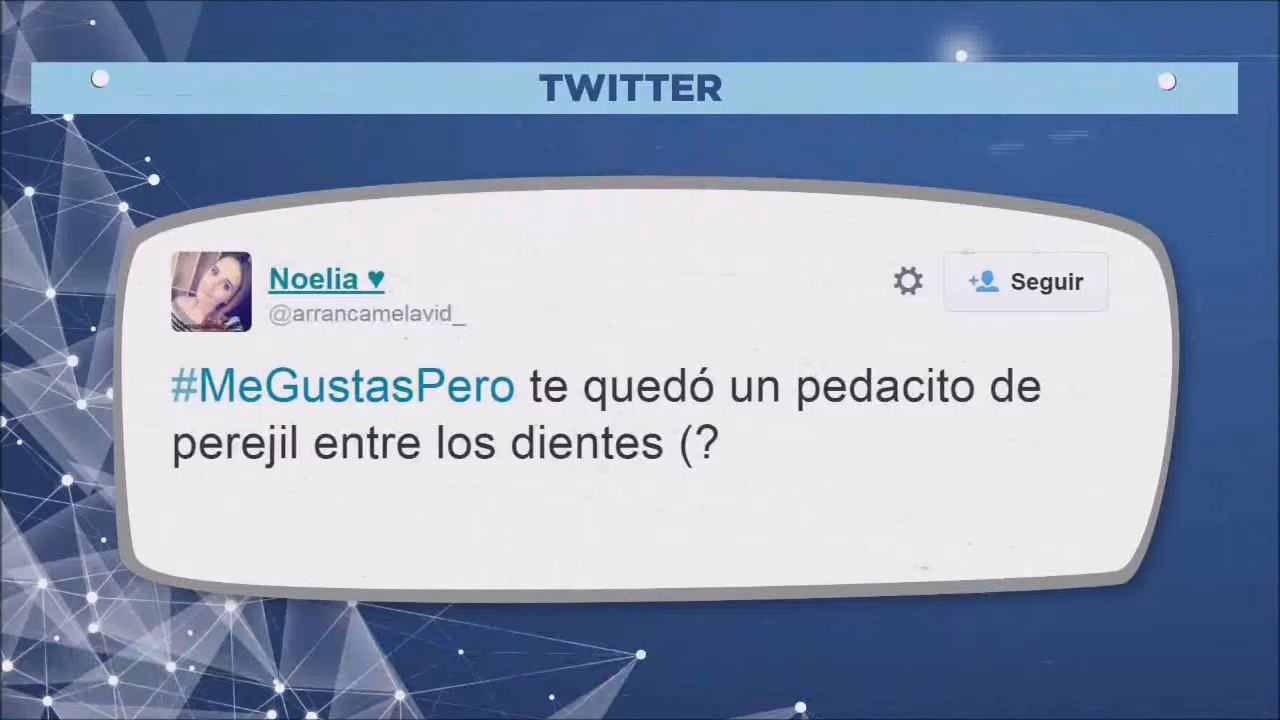 TWITTER
Noelia ♥
@arrancamelavid_
Seguir
#MeGustasPero te quedó un pedacito de
perejil entre los dientes (?